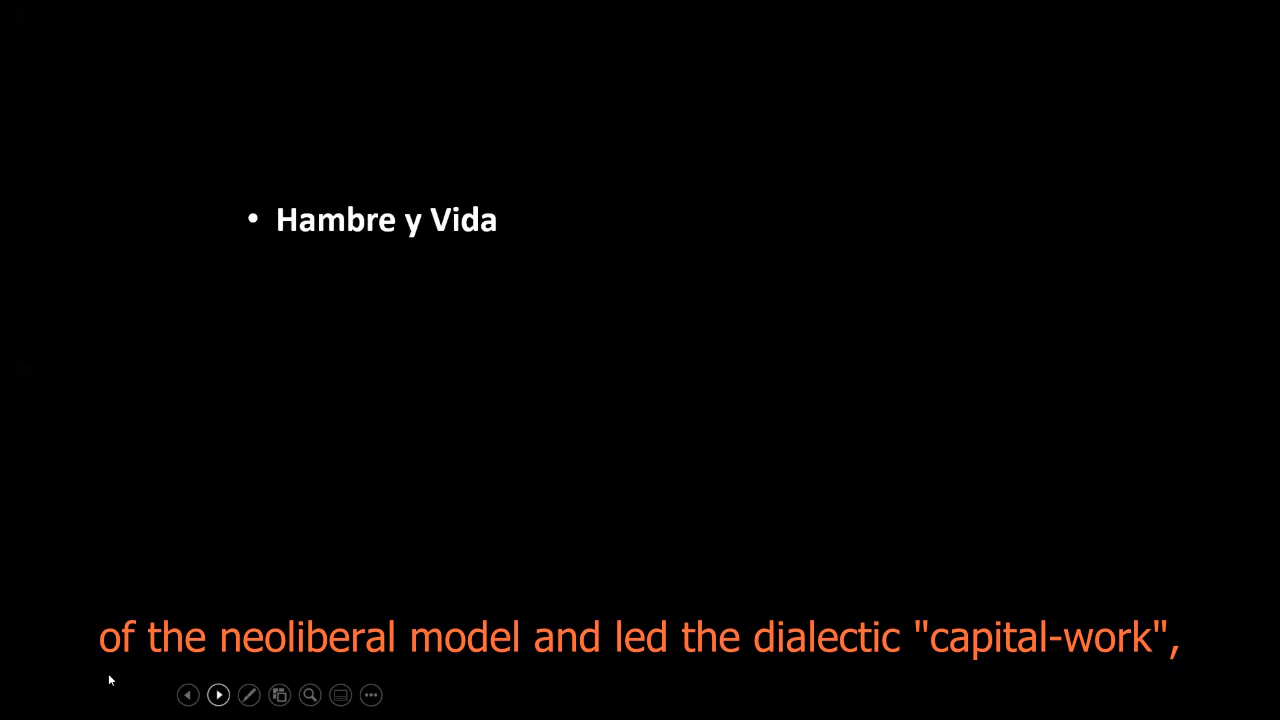 • Hambre y Vida
of the neoliberal model and led the dialectic "capital-work",